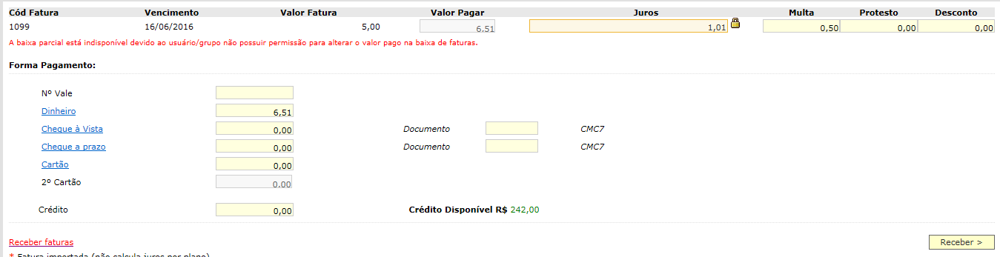 Cód Fatura Vencimento Valor Fatura Valor Pagar Juros Multa Protesto Desconto
1099 16/06/2016 5,00 6,51 1,01 0,50 0,00 0,00
A baixa parcial está indisponível devido ao usuário/grupo não possuir permissão para alterar o valor pago na baixa de faturas.
Forma Pagamento:
Nº Vale
Dinheiro 6,51
Cheque à Vista 0,00 Documento CMC7
Cheque a prazo 0,00 Documento CMC7
Cartão 0,00
2º Cartão 0,00
Crédito 0,00 Crédito Disponível R$ 242,00
Receber faturas Receber >
* Fatura importada (não calcula juros por plano)